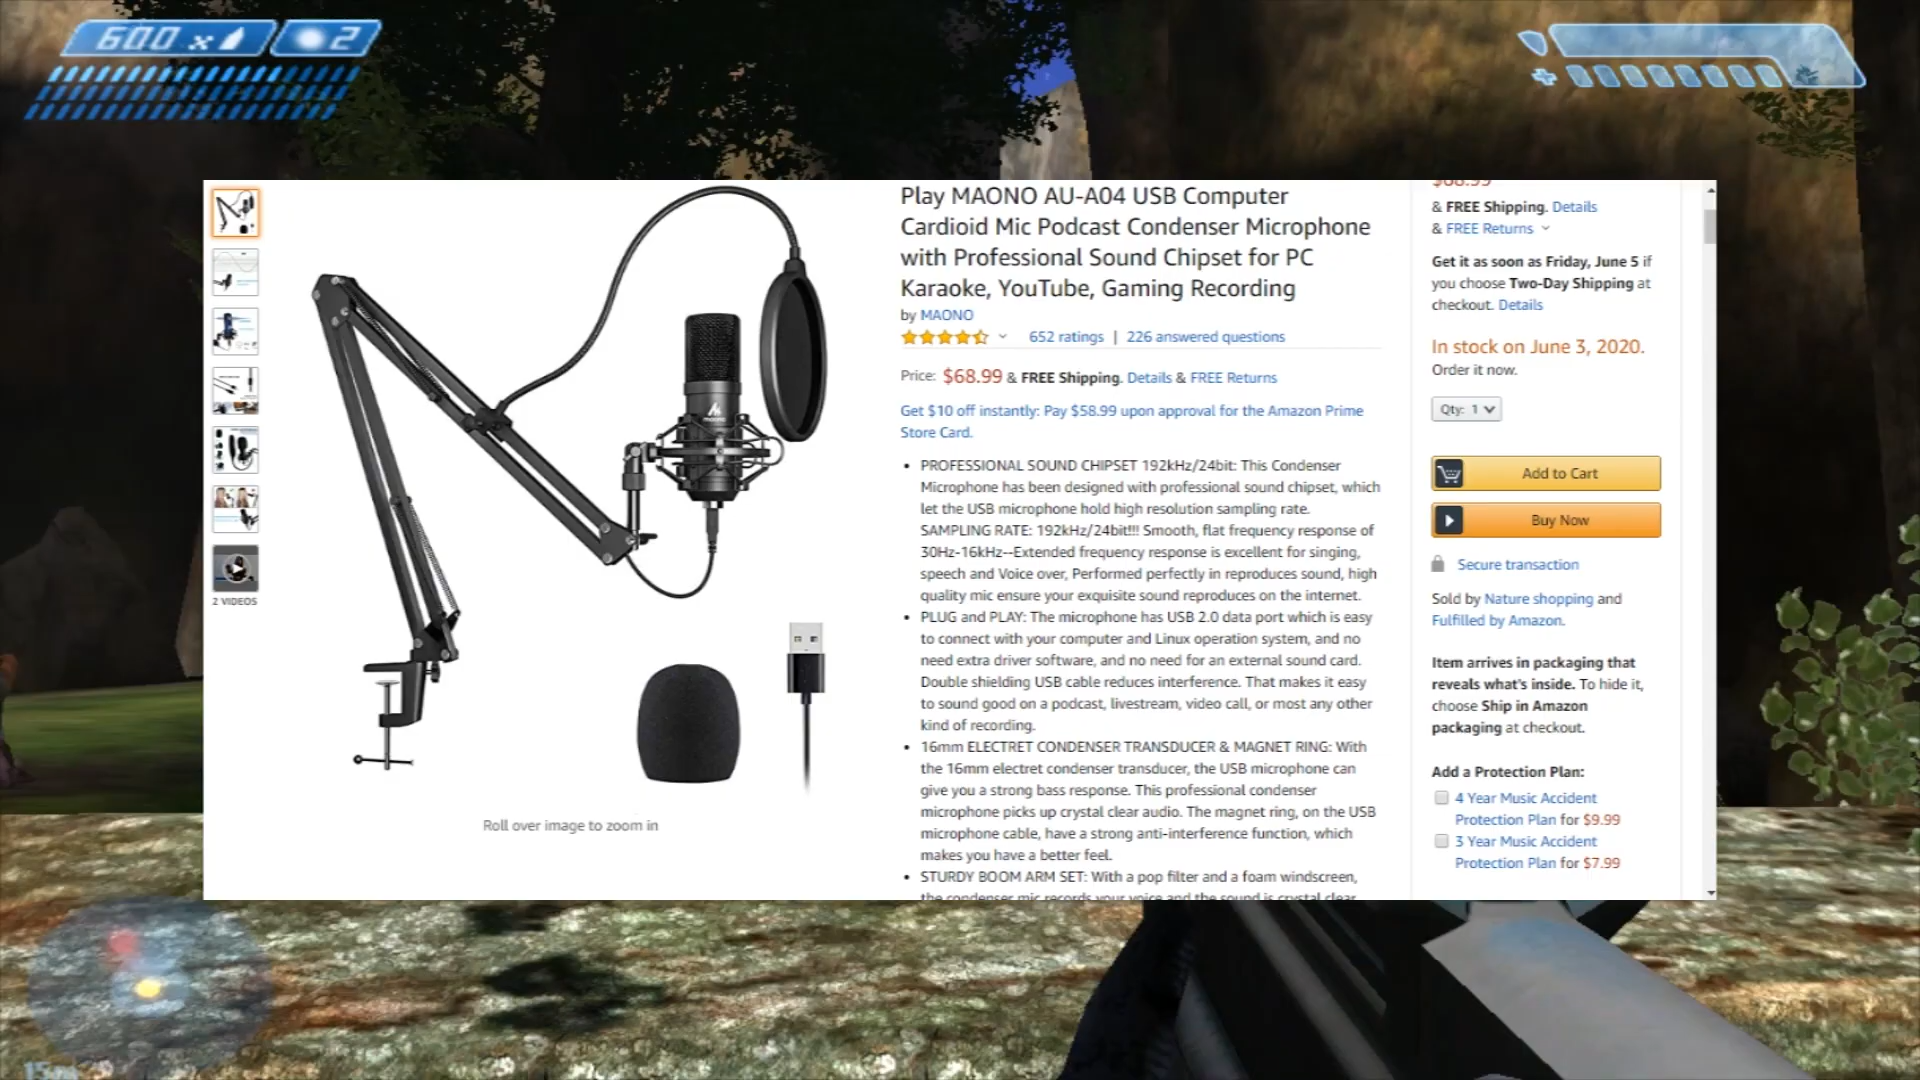 600 x 2
Play MAONO AU-A04 USB Computer
Cardioid Mic Podcast Condenser Microphone
with Professional Sound Chipset for PC
Karaoke, YouTube, Gaming Recording
by MAONO
652 ratings | 226 answered questions
Price: $68.99 & FREE Shipping. Details & FREE Returns
Get $10 off instantly: Pay $58.99 upon approval for the Amazon Prime
Store Card.
• PROFESSIONAL SOUND CHIPSET 192kHz/24bit: This Condenser
Microphone has been designed with professional sound chipset, which
let the USB microphone hold high resolution sampling rate.
SAMPLING RATE: 192kHz/24bit!!! Smooth, flat frequency response of
30Hz-16kHz--Extended frequency response is excellent for singing,
speech and Voice over, Performed perfectly in reproduces sound, high
quality mic ensure your exquisite sound reproduces on the internet.
• PLUG and PLAY: The microphone has USB 2.0 data port which is easy
to connect with your computer and Linux operation system, and no
need extra driver software, and no need for an external sound card.
Double shielding USB cable reduces interference. That makes it easy
to sound good on a podcast, livestream, video call, or most any other
kind of recording.
• 16mm ELECTRET CONDENSER TRANSDUCER & MAGNET RING: With
the 16mm electret condenser transducer, the USB microphone can
give you a strong bass response. This professional condenser
microphone picks up crystal clear audio. The magnet ring, on the USB
microphone cable, have a strong anti-interference function, which
makes you have a better feel.
• STURDY BOOM ARM SET: With a pop filter and a foam windscreen,
the condenser mic records your voice and the sound is crystal clear
2 VIDEOS
Roll over image to zoom in
$68.99
& FREE Shipping. Details
& FREE Returns
Get it as soon as Friday, June 5 if
you choose Two-Day Shipping at
checkout. Details
In stock on June 3, 2020.
Order it now.
Qty: 1
Add to Cart
Buy Now
Secure transaction
Sold by Nature shopping and
Fulfilled by Amazon.
Item arrives in packaging that
reveals what's inside. To hide it,
choose Ship in Amazon
packaging at checkout.
Add a Protection Plan:
4 Year Music Accident
Protection Plan for $9.99
3 Year Music Accident
Protection Plan for $7.99